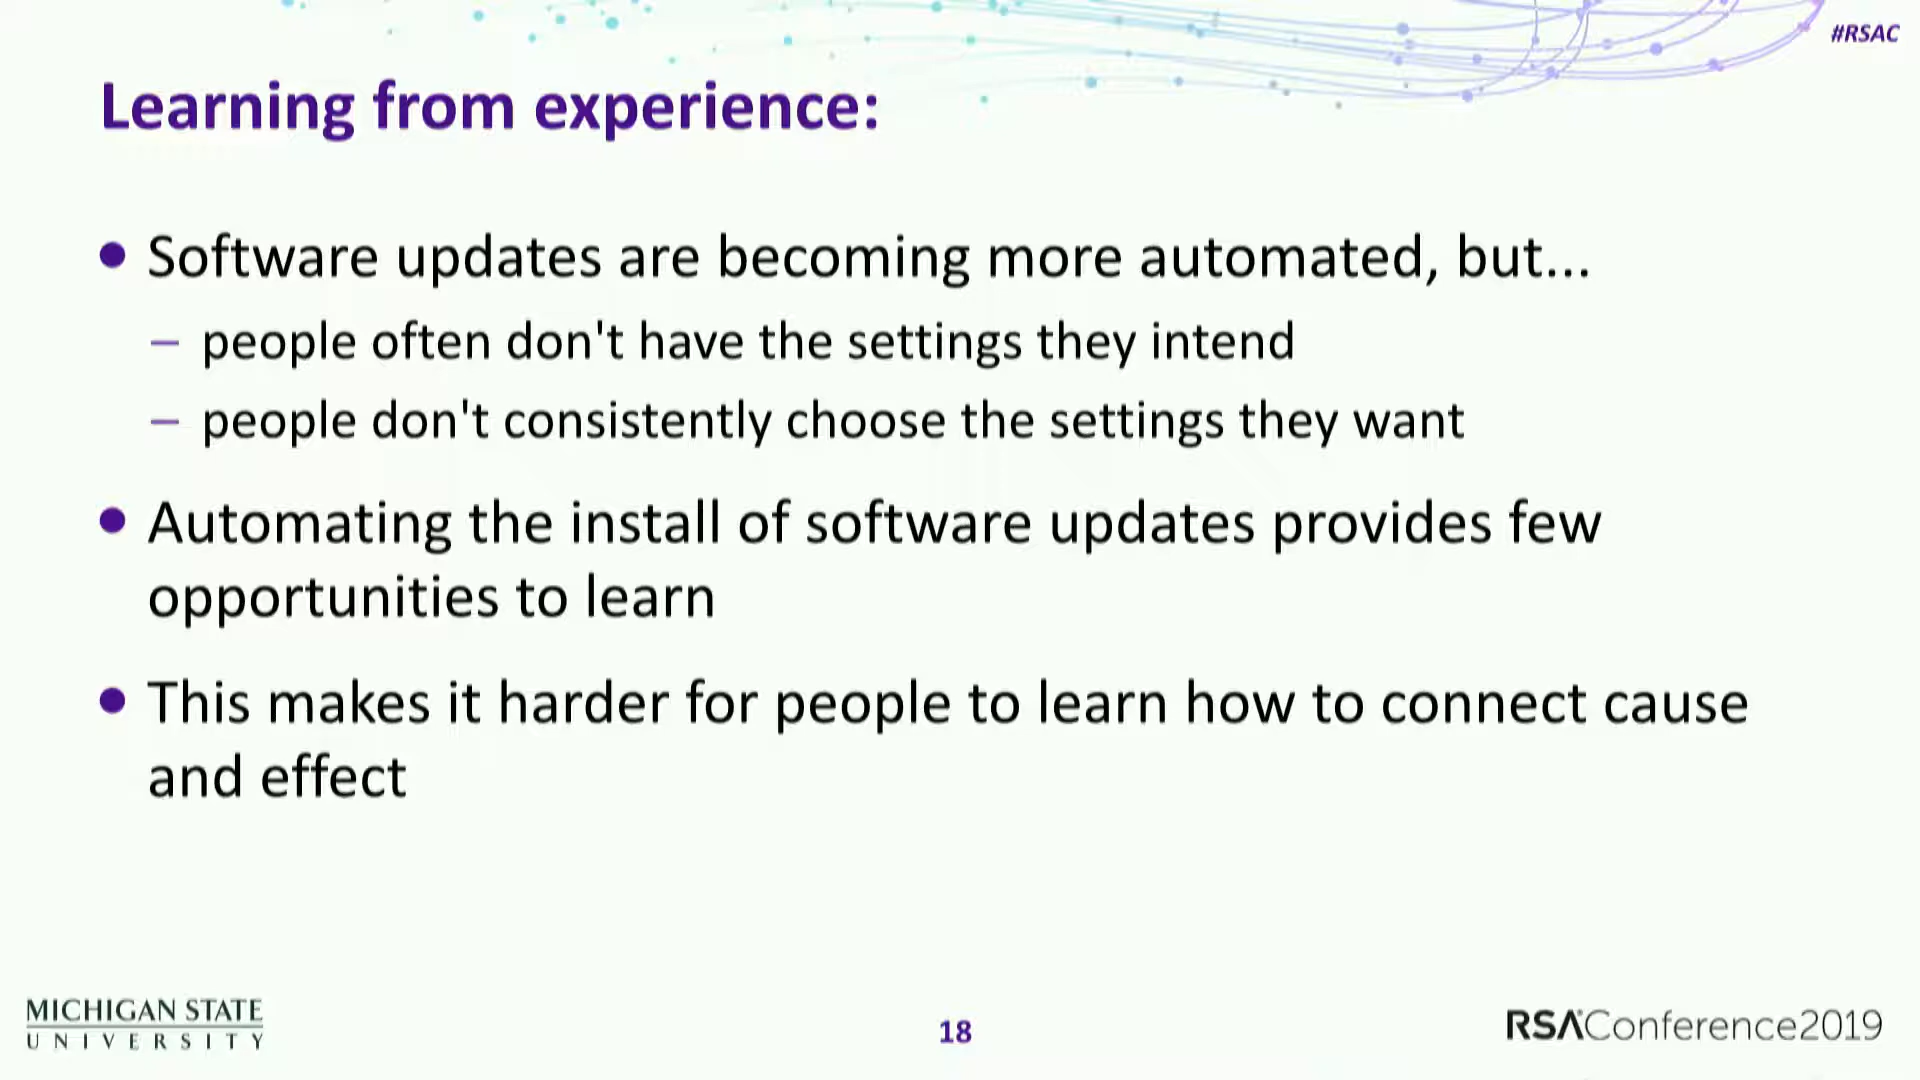 #RSAC
Learning from experience:
• Software updates are becoming more automated, but...
– people often don't have the settings they intend
– people don't consistently choose the settings they want
• Automating the install of software updates provides few
opportunities to learn
• This makes it harder for people to learn how to connect cause
and effect
MICHIGAN STATE
UNIVERSITY
18
RSAConference2019